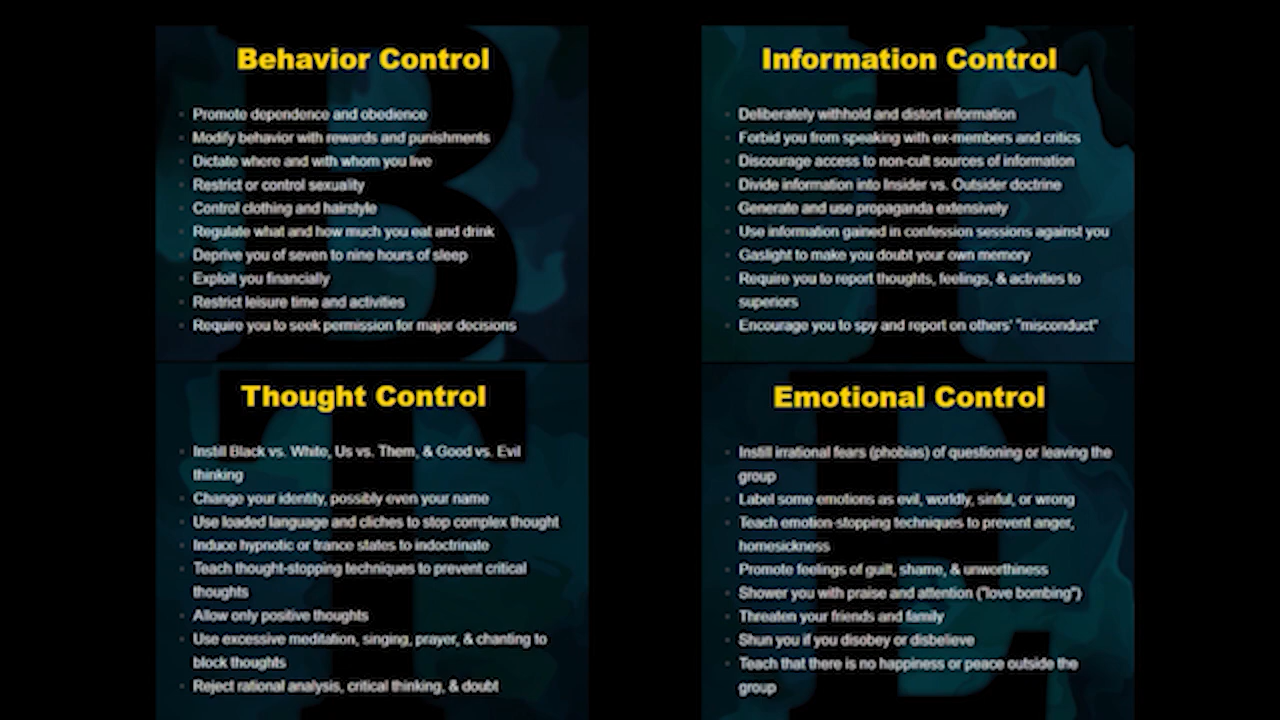 Behavior Control
Promote dependence and obedience
Modify behavior with rewards and punishments
Dictate where and with whom you live
Restrict or control sexuality
Control clothing and hairstyle
Regulate what and how much you eat and drink
Deprive you of seven to nine hours of sleep
Exploit you financially
Restrict leisure time and activities
Require you to seek permission for major decisions
Information Control
Deliberately withhold and distort information
Forbid you from speaking with ex-members and critics
Discourage access to non-cult sources of information
Divide information into Insider vs. Outsider doctrine
Generate and use propaganda extensively
Use information gained in confession sessions against you
Gaslight to make you doubt your own memory
Require you to report thoughts, feelings, & activities to
superiors
Encourage you to spy and report on others' "misconduct"
Thought Control
Instill Black vs. White, Us vs. Them, & Good vs. Evil
thinking
Change your identity, possibly even your name
Use loaded language and cliches to stop complex thought
Induce hypnotic or trance states to indoctrinate
Teach thought-stopping techniques to prevent critical
thoughts
Allow only positive thoughts
Use excessive meditation, singing, prayer, & chanting to
block thoughts
Reject rational analysis, critical thinking, & doubt
Emotional Control
Instill irrational fears (phobias) of questioning or leaving the
group
Label some emotions as evil, worldly, sinful, or wrong
Teach emotion-stopping techniques to prevent anger,
homesickness
Promote feelings of guilt, shame, & unworthiness
Shower you with praise and attention ("love bombing")
Threaten your friends and family
Shun you if you disobey or disbelieve
Teach that there is no happiness or peace outside the
group
B
I
T
E